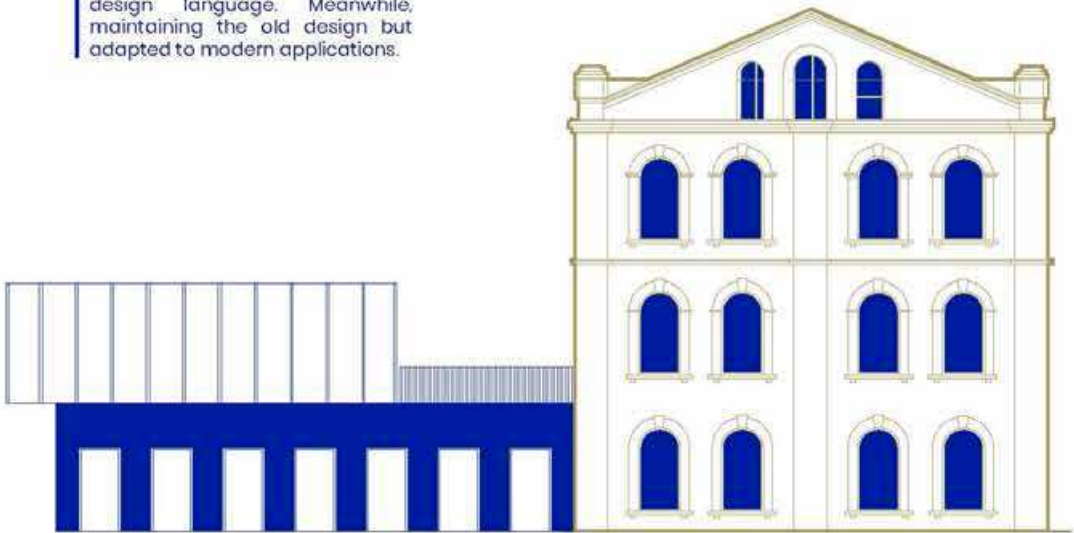 design language. Meanwhile,
maintaining the old design but
adapted to modern applications.